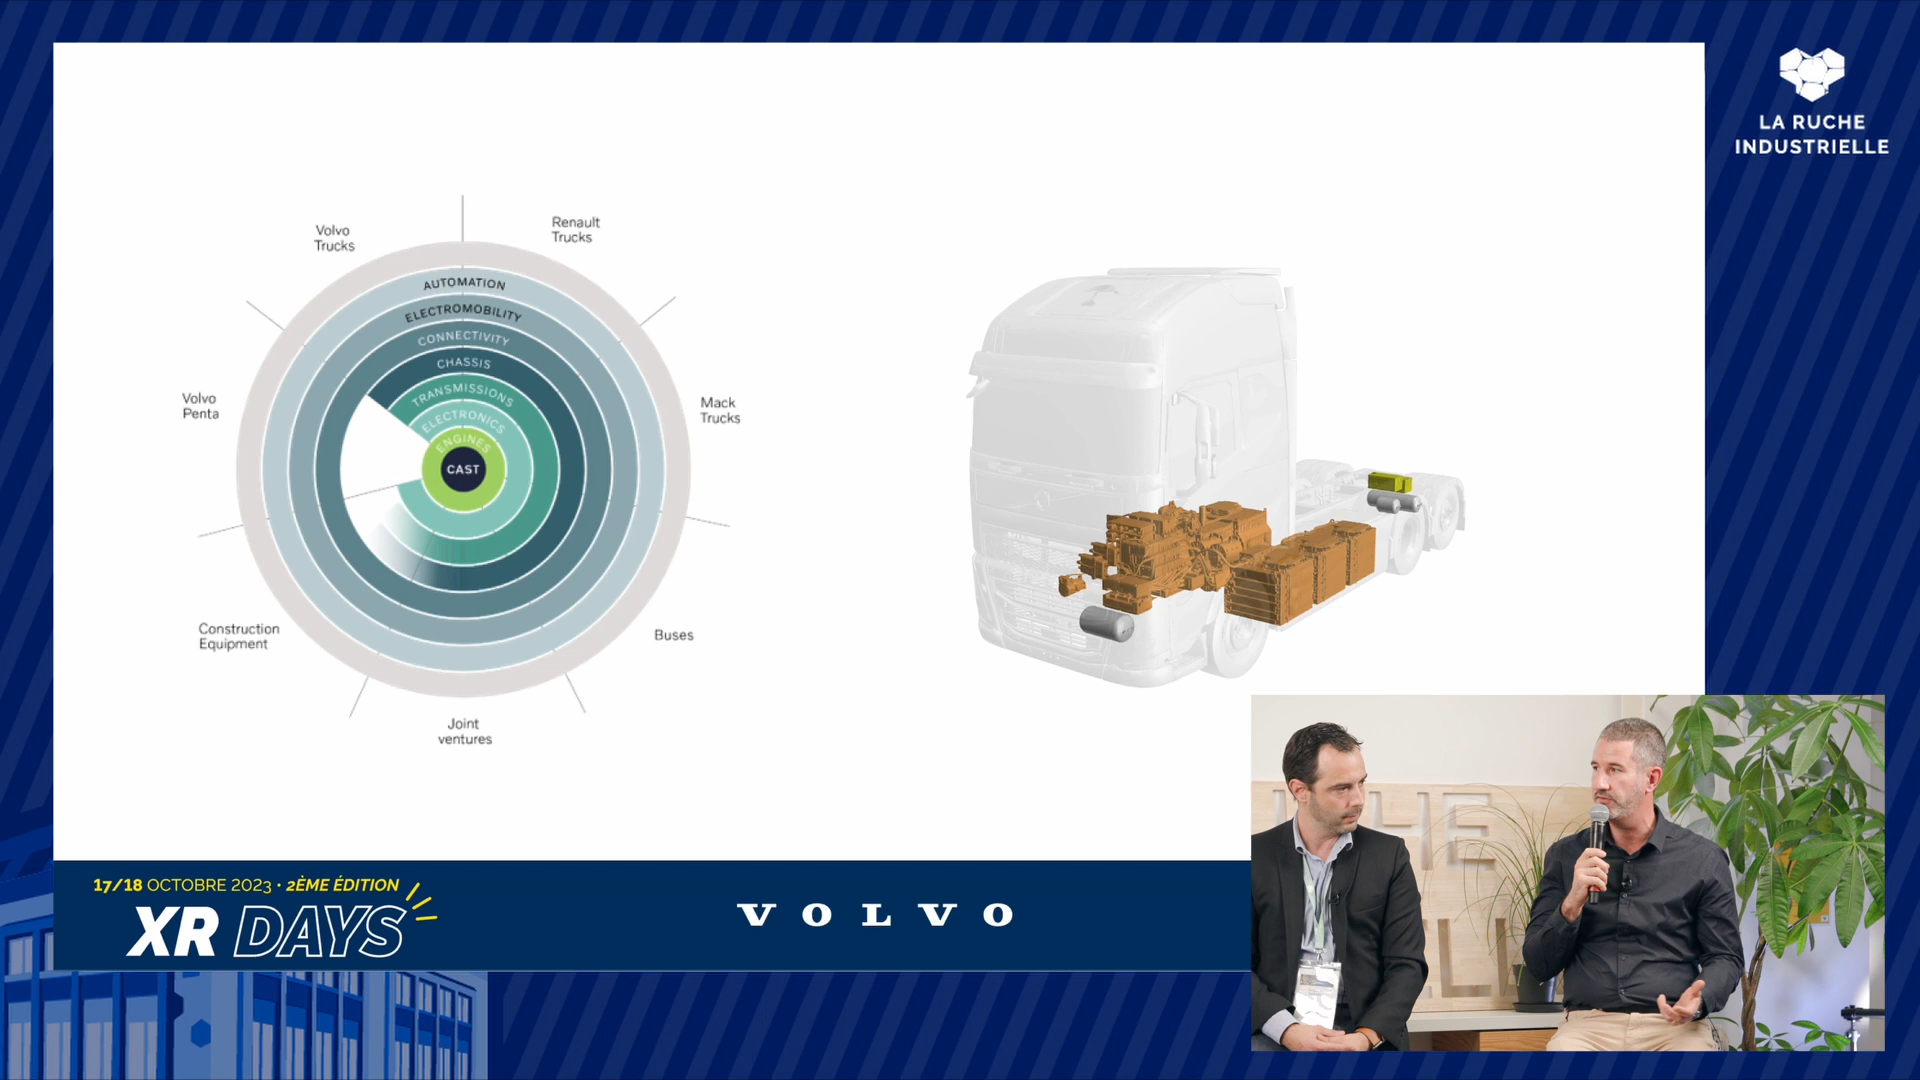 LA RUCHE
INDUSTRIELLE
Volvo
Trucks
Renault
Trucks
AUTOMATION
ELECTROMOBILITY
CONNECTIVITY
CHASSIS
TRANSMISSIONS
ELECTRONICS
ENGINES
CAST
Volvo
Penta
Mack
Trucks
Construction
Equipment
Buses
Joint
ventures
17/18 OCTOBRE 2023 • 2ÈME ÉDITION
XR DAYS
VOLVO